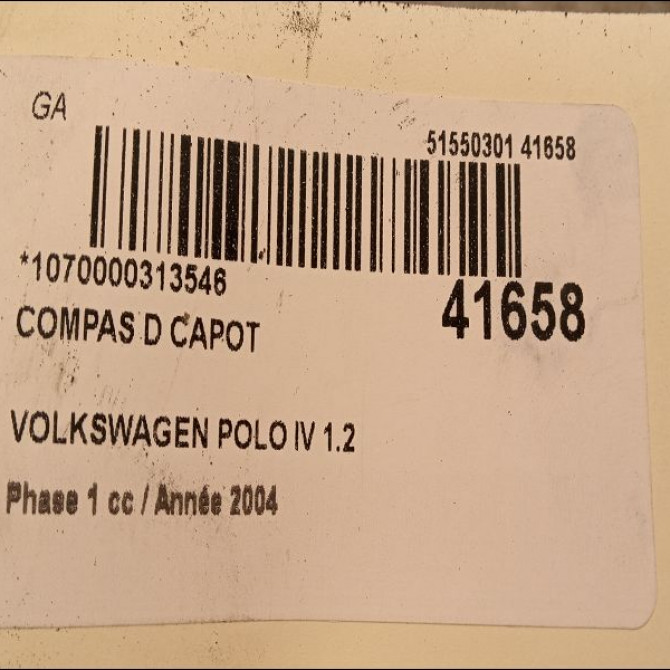 GA
51550301 41658
*1070000313546
41658
COMPAS D CAPOT
VOLKSWAGEN POLO IV 1.2
Phase 1 cc / Année 2004